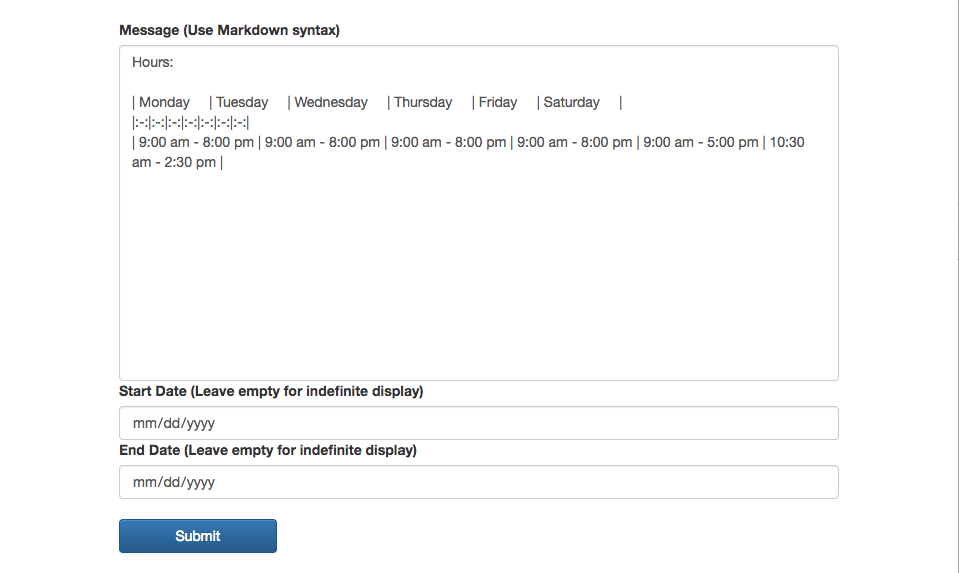 Message (Use Markdown syntax)
Hours:
| Monday | Tuesday | Wednesday | Thursday | Friday | Saturday |
|:-:|:-:|:-:|:-:|:-:|:-:|:-:|
| 9:00 am - 8:00 pm | 9:00 am - 8:00 pm | 9:00 am - 8:00 pm | 9:00 am - 8:00 pm | 9:00 am - 5:00 pm | 10:30
am - 2:30 pm |
Start Date (Leave empty for indefinite display)
mm/dd/yyyy
End Date (Leave empty for indefinite display)
mm/dd/yyyy
Submit